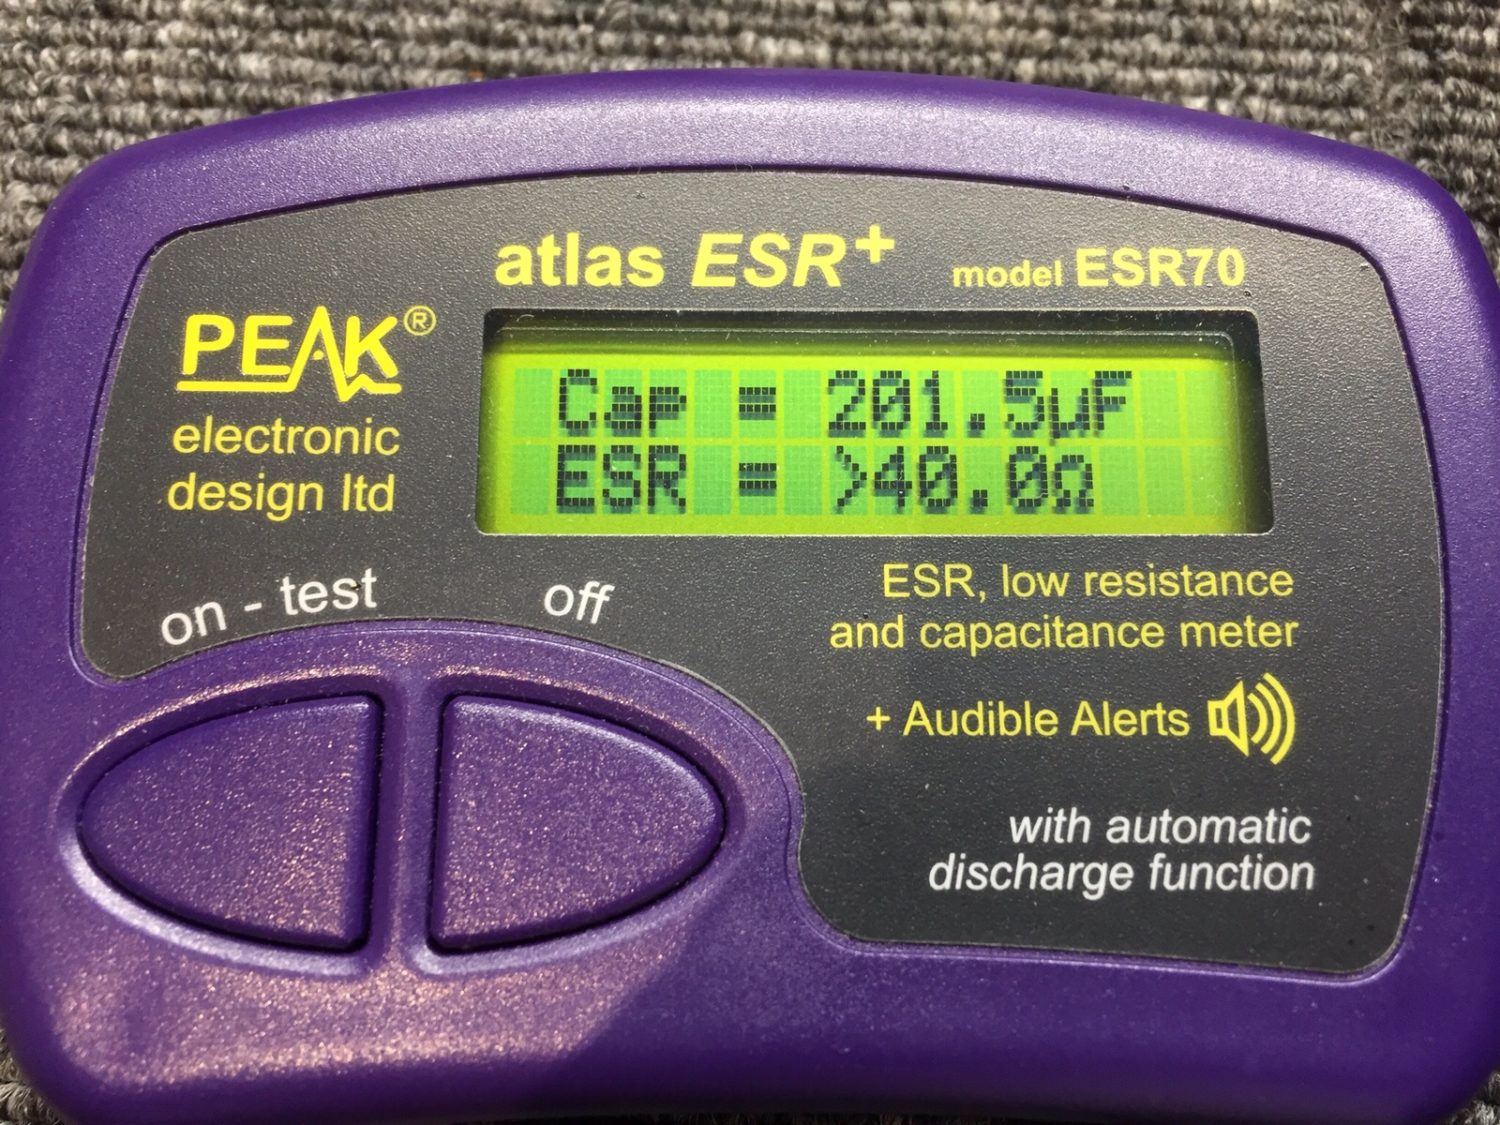 atlas ESR+ model ESR70
PEAK®
electronic
design ltd
Cap = 201.5µF
ESR = >40.0Ω
on - test off
ESR, low resistance
and capacitance meter
+ Audible Alerts
with automatic
discharge function